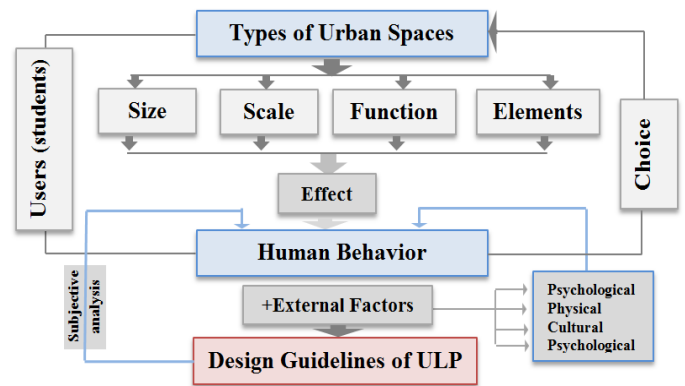 Types of Urban Spaces
Users (students)
Size
Scale
Function
Elements
Choice
Effect
Human Behavior
Subjective
analysis
+External Factors
Psychological
Physical
Cultural
Psychological
Design Guidelines of ULP